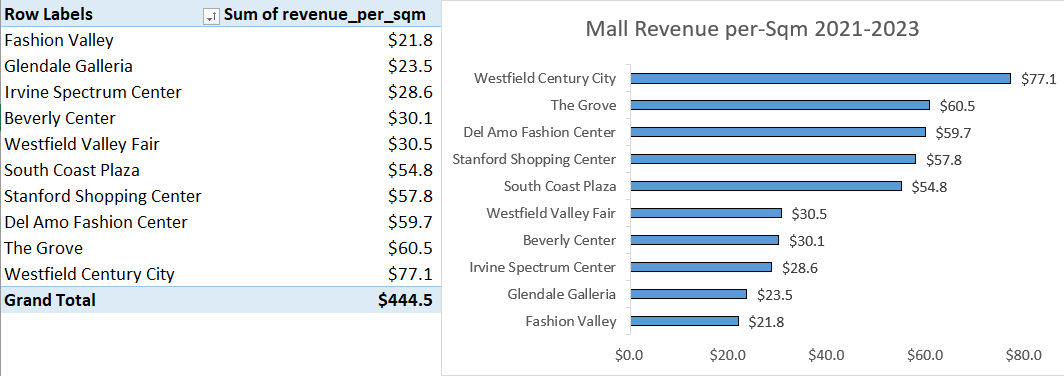 Row Labels Sum of revenue_per_sqm
Fashion Valley $21.8
Glendale Galleria $23.5
Irvine Spectrum Center $28.6
Beverly Center $30.1
Westfield Valley Fair $30.5
South Coast Plaza $54.8
Stanford Shopping Center $57.8
Del Amo Fashion Center $59.7
The Grove $60.5
Westfield Century City $77.1
Grand Total $444.5
Mall Revenue per-Sqm 2021-2023
Westfield Century City $77.1
The Grove $60.5
Del Amo Fashion Center $59.7
Stanford Shopping Center $57.8
South Coast Plaza $54.8
Westfield Valley Fair $30.5
Beverly Center $30.1
Irvine Spectrum Center $28.6
Glendale Galleria $23.5
Fashion Valley $21.8
$0.0 $20.0 $40.0 $60.0 $80.0